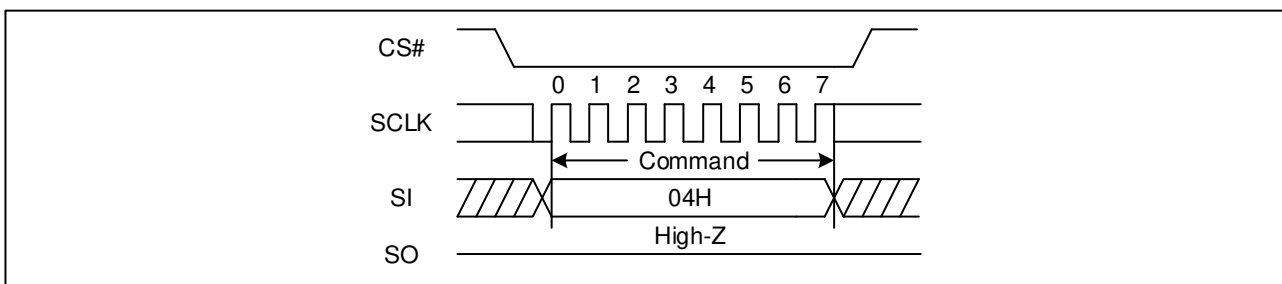 CS#
0 1 2 3 4 5 6 7
SCLK
Command
SI
04H
High-Z
SO